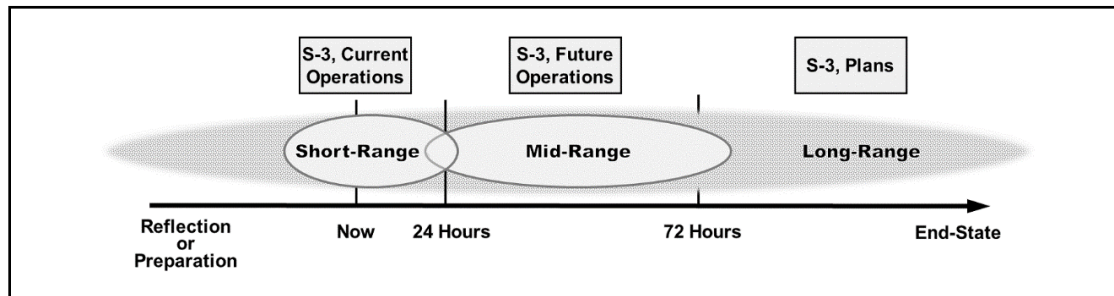 S-3, Current
Operations
S-3, Future
Operations
S-3, Plans
Short-Range
Mid-Range
Long-Range
Reflection
or
Preparation
Now
24 Hours
72 Hours
End-State